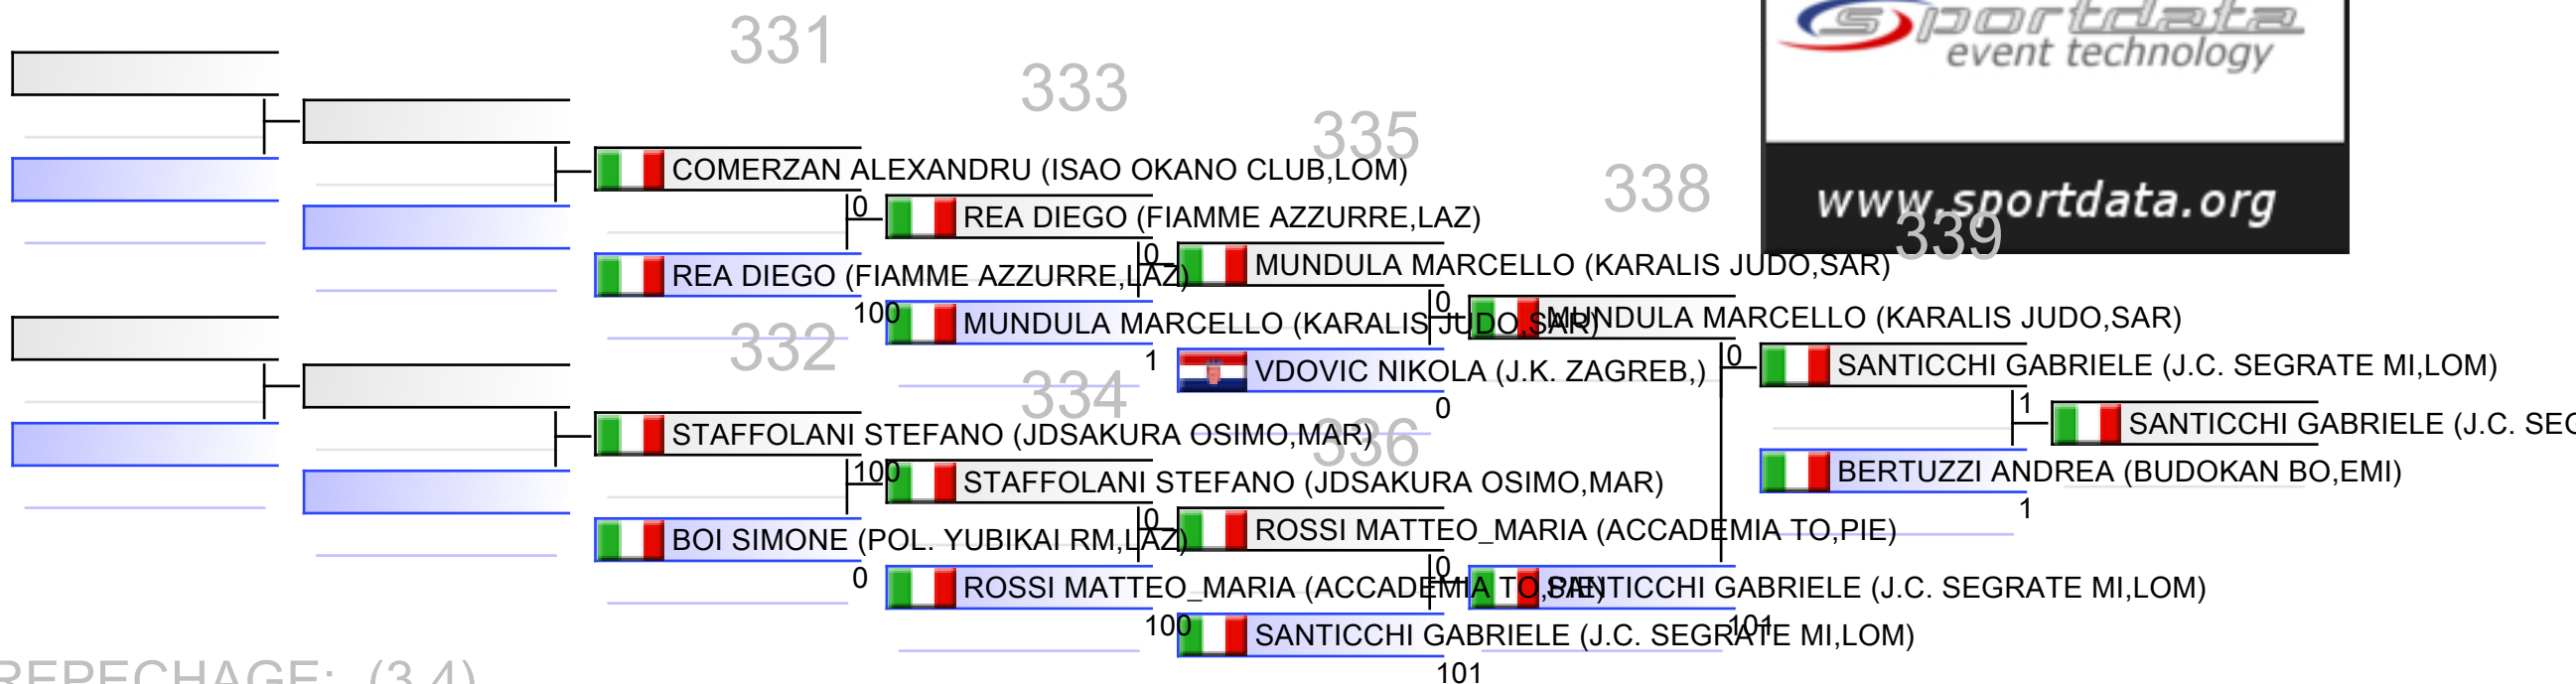 sportdata
event technology
www.sportdata.org
331
333
335
338
339
COMERZAN ALEXANDRU (ISAO OKANO CLUB,LOM)
0
REA DIEGO (FIAMME AZZURRE,LAZ)
0
MUNDULA MARCELLO (KARALIS JUDO,SAR)
REA DIEGO (FIAMME AZZURRE,LAZ)
100
0
MUNDULA MARCELLO (KARALIS JUDO,SAR)
MUNDULA MARCELLO (KARALIS JUDO,SAR)
1
332
0
SANTICCHI GABRIELE (J.C. SEGRATE MI,LOM)
VDOVIC NIKOLA (J.K. ZAGREB,)
0
334
1
SANTICCHI GABRIELE (J.C. SEG
336
STAFFOLANI STEFANO (JDSAKURA OSIMO,MAR)
100
BERTUZZI ANDREA (BUDOKAN BO,EMI)
1
STAFFOLANI STEFANO (JDSAKURA OSIMO,MAR)
0
ROSSI MATTEO_MARIA (ACCADEMIA TO,PIE)
BOI SIMONE (POL. YUBIKAI RM,LAZ)
0
0
ROSSI MATTEO_MARIA (ACCADEMIA TO,PIE)
SANTICCHI GABRIELE (J.C. SEGRATE MI,LOM)
100
101
SANTICCHI GABRIELE (J.C. SEGRATE MI,LOM)
101
REPECHAGE: (3,4)